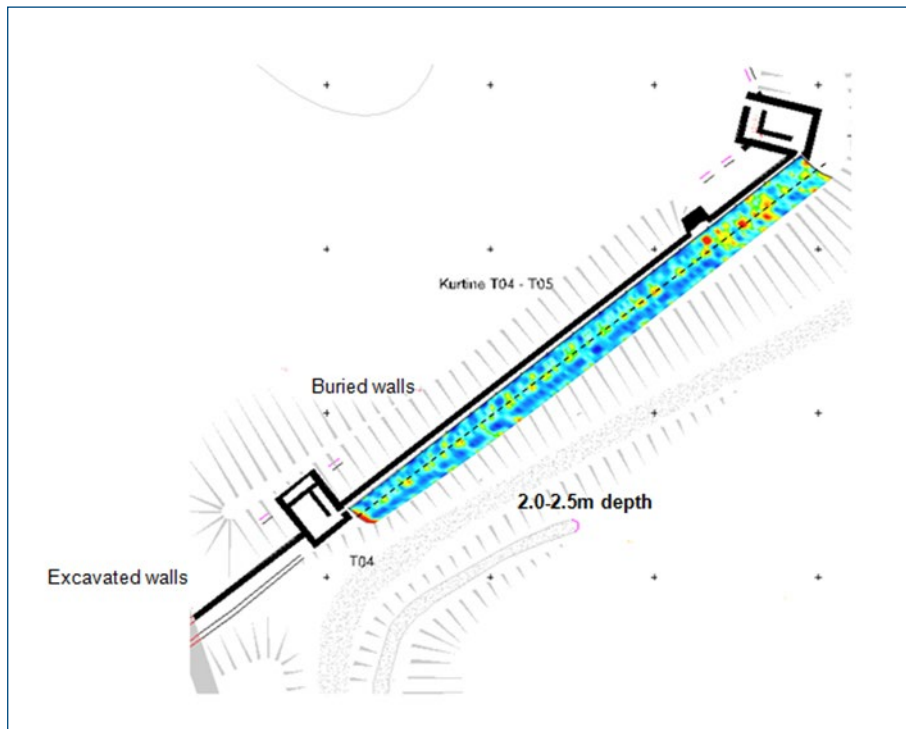 Kurtine T04 - T05
Buried walls
2.0-2.5m depth
T04
Excavated walls